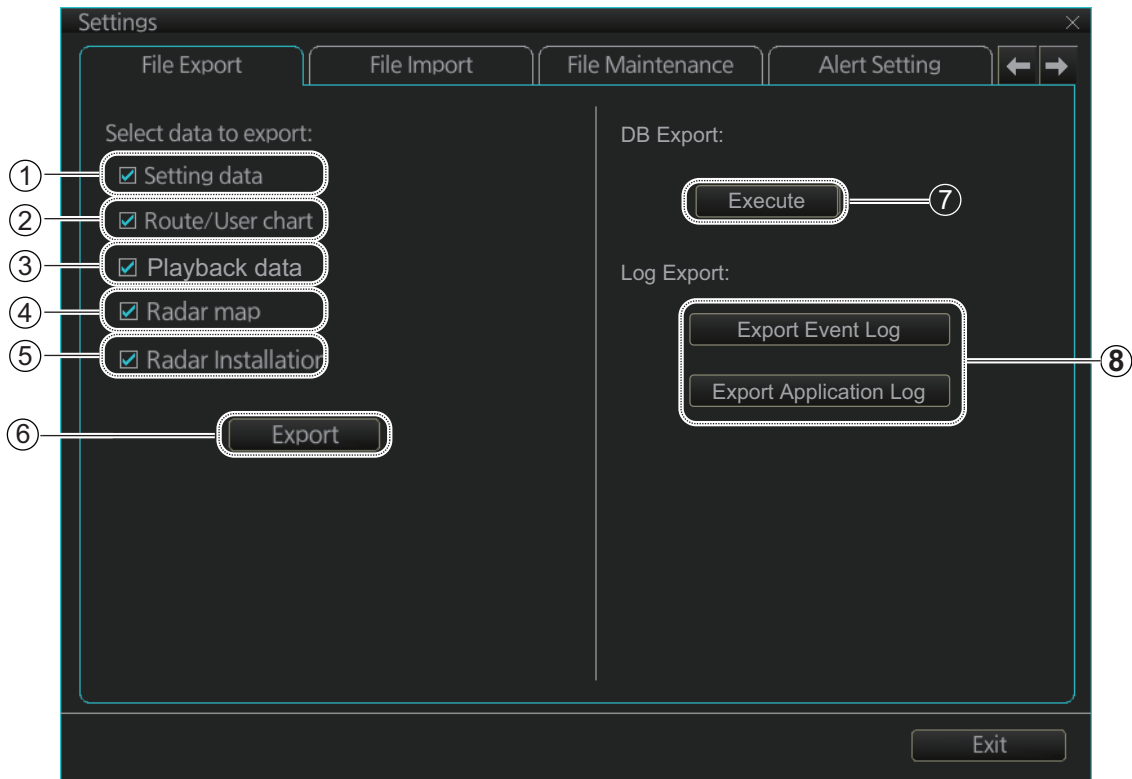 Settings
File Export
File Import
File Maintenance
Alert Setting
Select data to export:
① Setting data
② Route/User chart
③ Playback data
④ Radar map
⑤ Radar Installation
⑥ Export
DB Export:
Execute ⑦
Log Export:
Export Event Log
Export Application Log
⑧
Exit